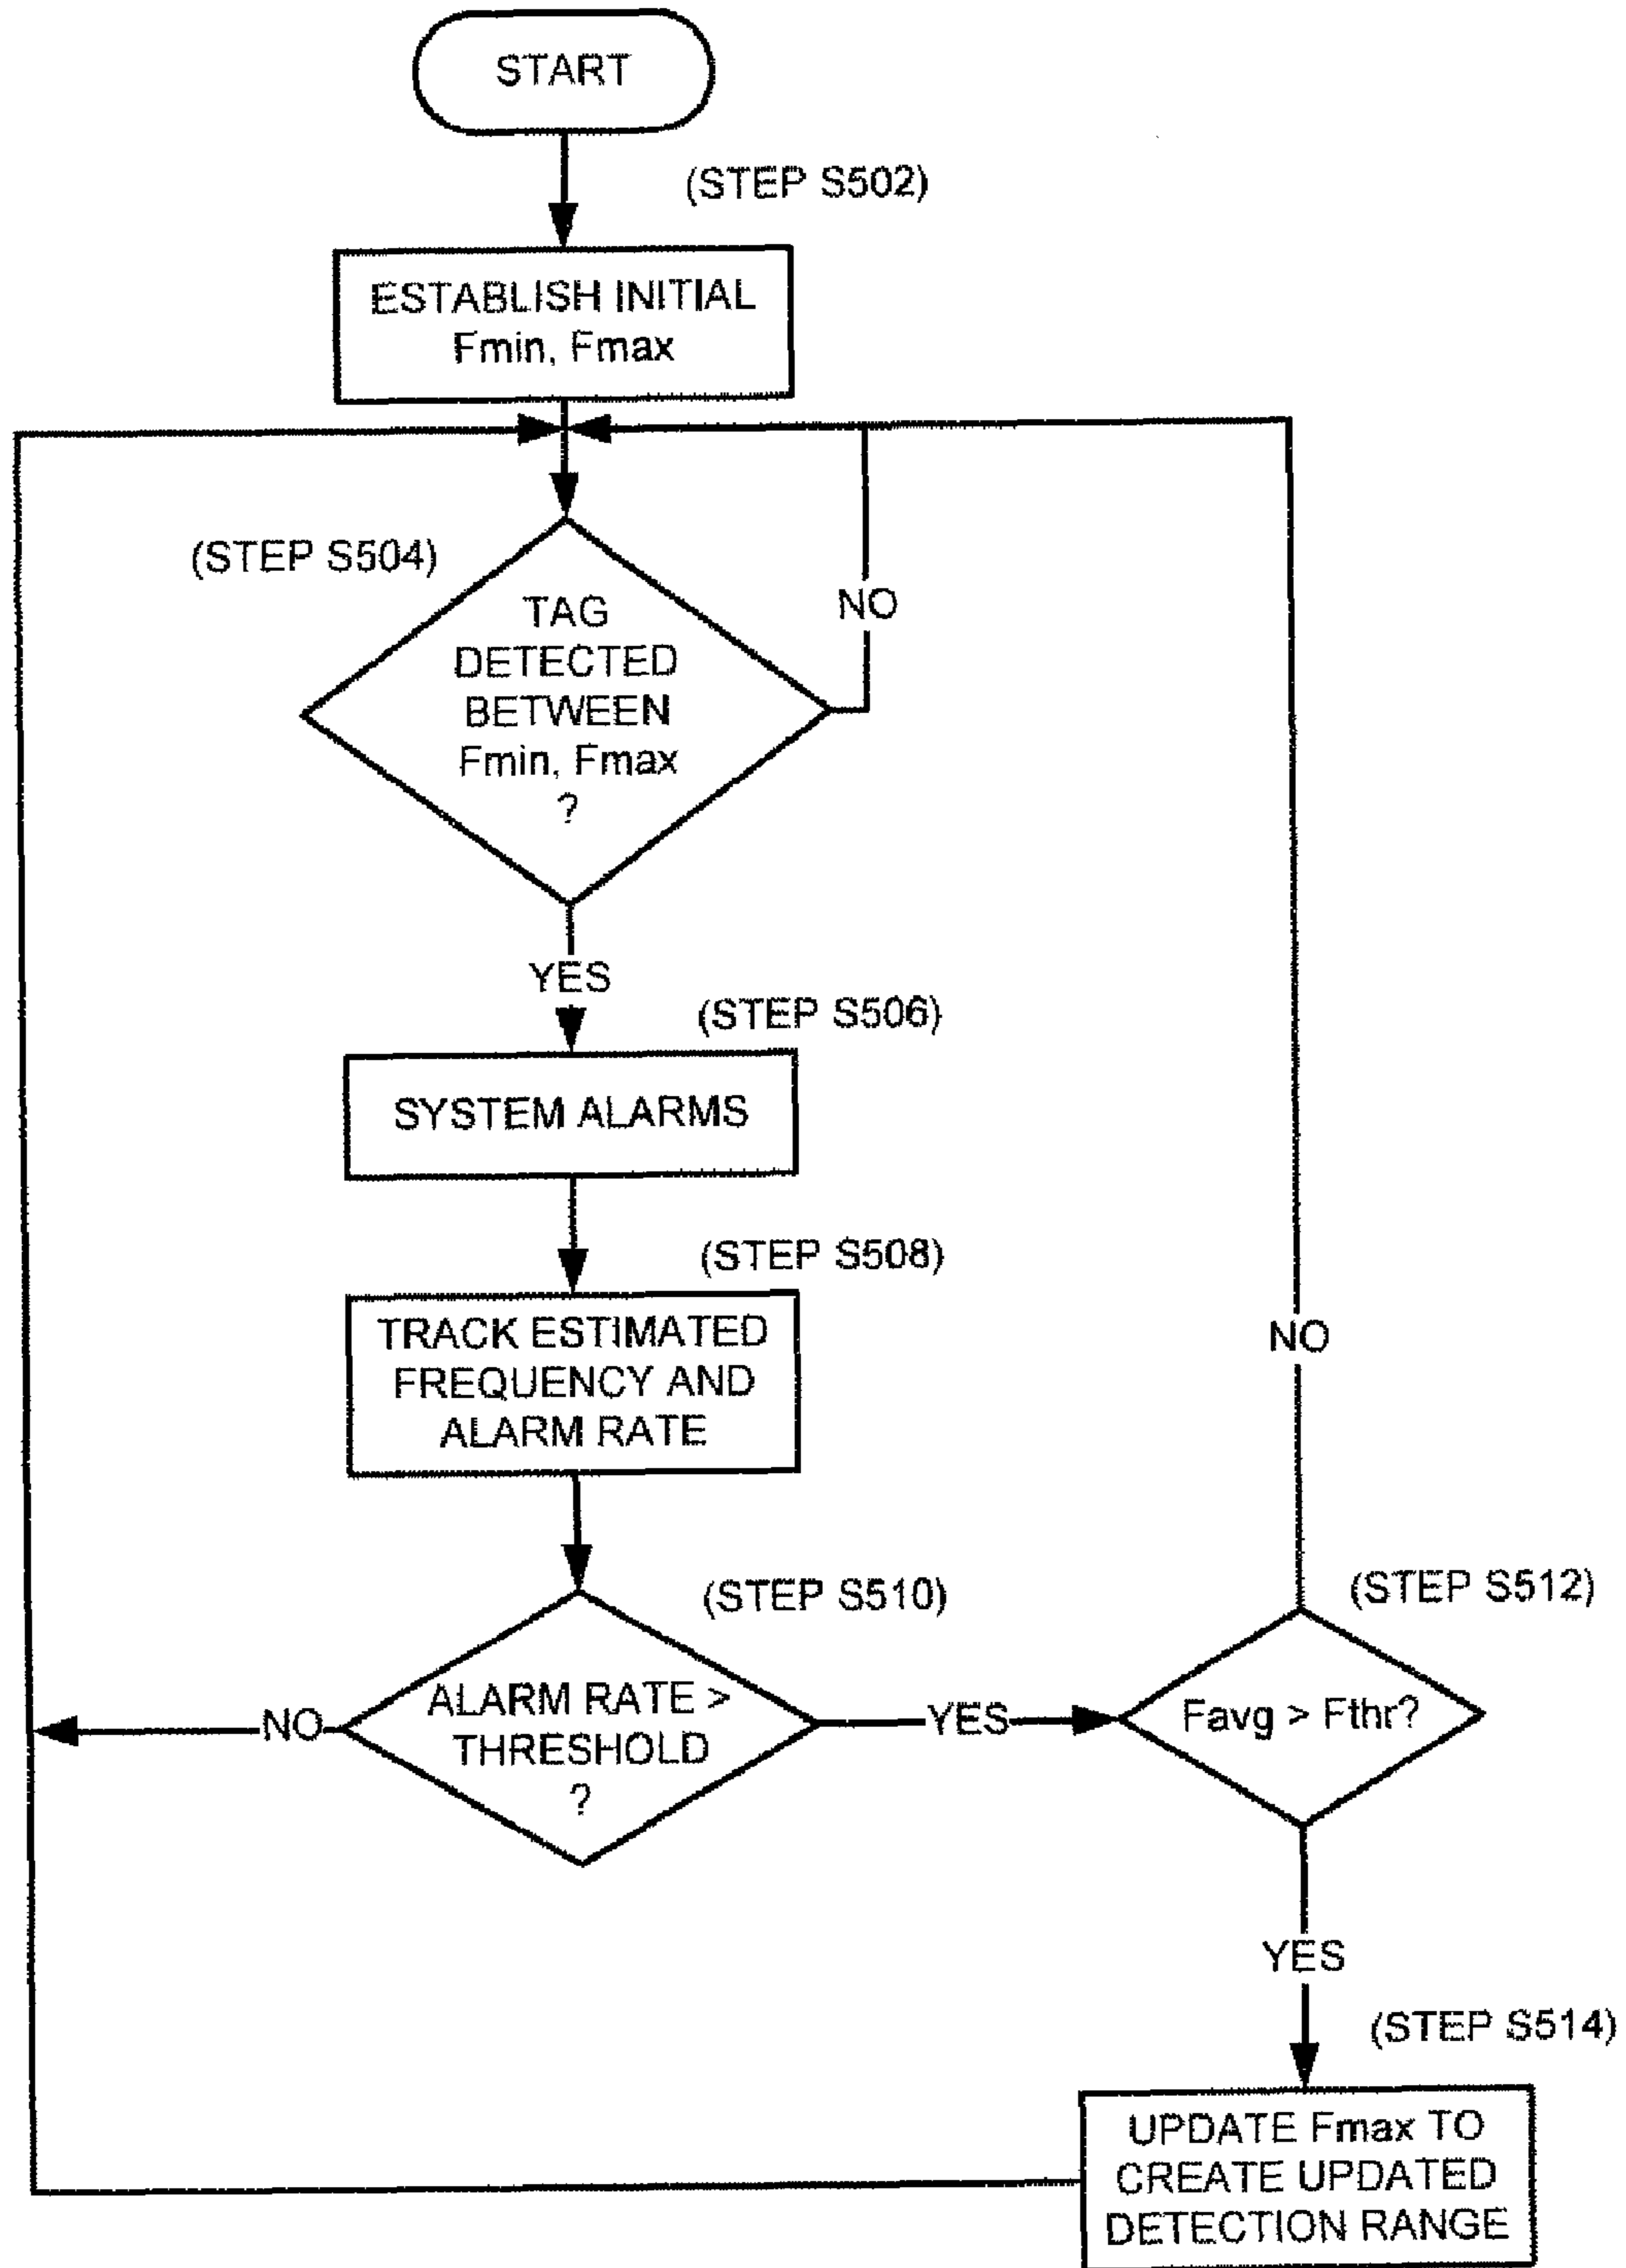 START
(STEP S502)
ESTABLISH INITIAL
Fmin, Fmax
(STEP S504)
TAG
DETECTED
BETWEEN
Fmin, Fmax
?
NO
YES
(STEP S506)
SYSTEM ALARMS
(STEP S508)
TRACK ESTIMATED
FREQUENCY AND
ALARM RATE
NO
(STEP S510)
ALARM RATE >
THRESHOLD
?
NO
YES
(STEP S512)
Favg > Fthr?
YES
(STEP S514)
UPDATE Fmax TO
CREATE UPDATED
DETECTION RANGE